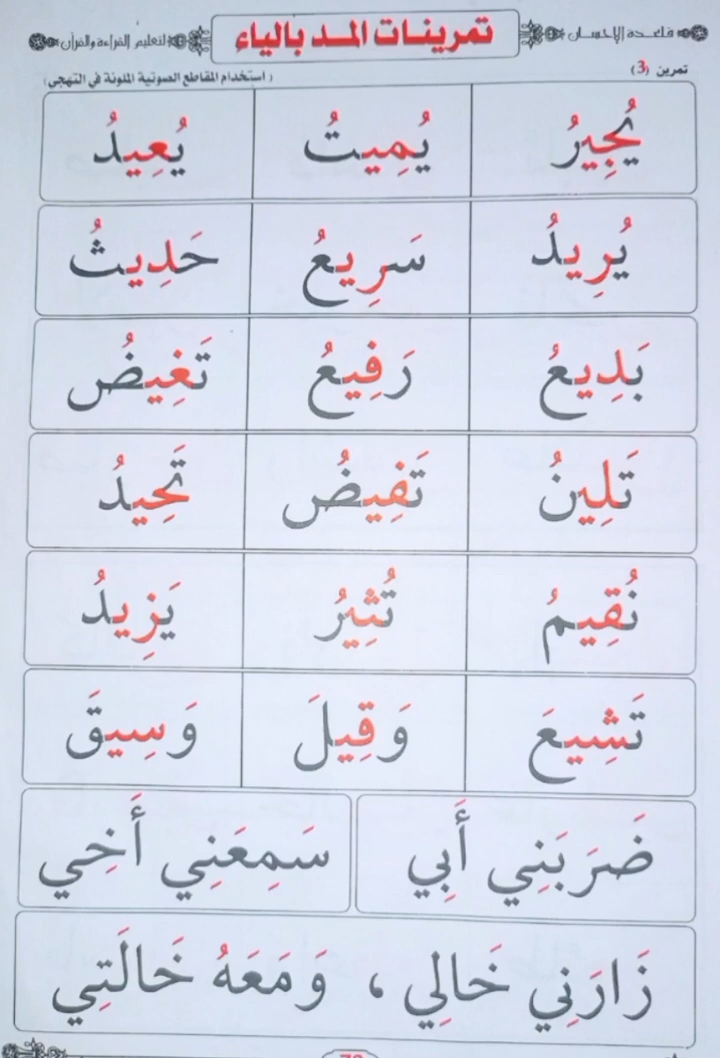 قاعدة الإحسان تمرينات المد بالياء لتعليم القراءة والقرآن
تمرين (3) (استخدام المقاطع الصوتية الملونة في التهجي)
يُجِيرُ يُمِيتُ يُعِيدُ
يُرِيدُ سَرِيعُ حَدِيثُ
بَدِيعُ رَفِيعُ تَغِيضُ
تَلِينُ تَفِيضُ تَحِيدُ
نُقِيمُ تُثِيرُ يَزِيدُ
تَشِيعَ وَقِيلَ وَسِيقَ
ضَرَبَنِي أَبِي سَمِعَنِي أَخِي
زَارَنِي خَالِي ، وَمَعَهُ خَالَتِي